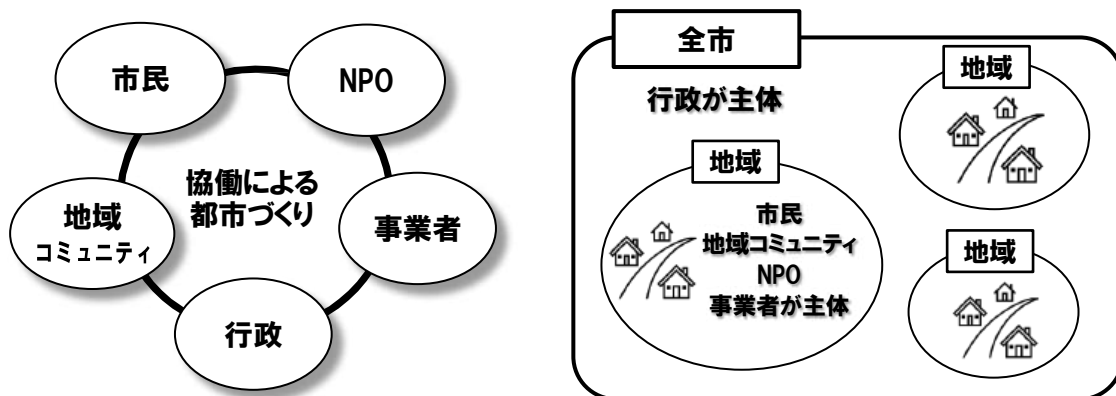 市民
NPO
協働による
都市づくり
地域
コミュニティ
事業者
行政
全市
行政が主体
地域
市民
地域コミュニティ
NPO
事業者が主体
地域
地域